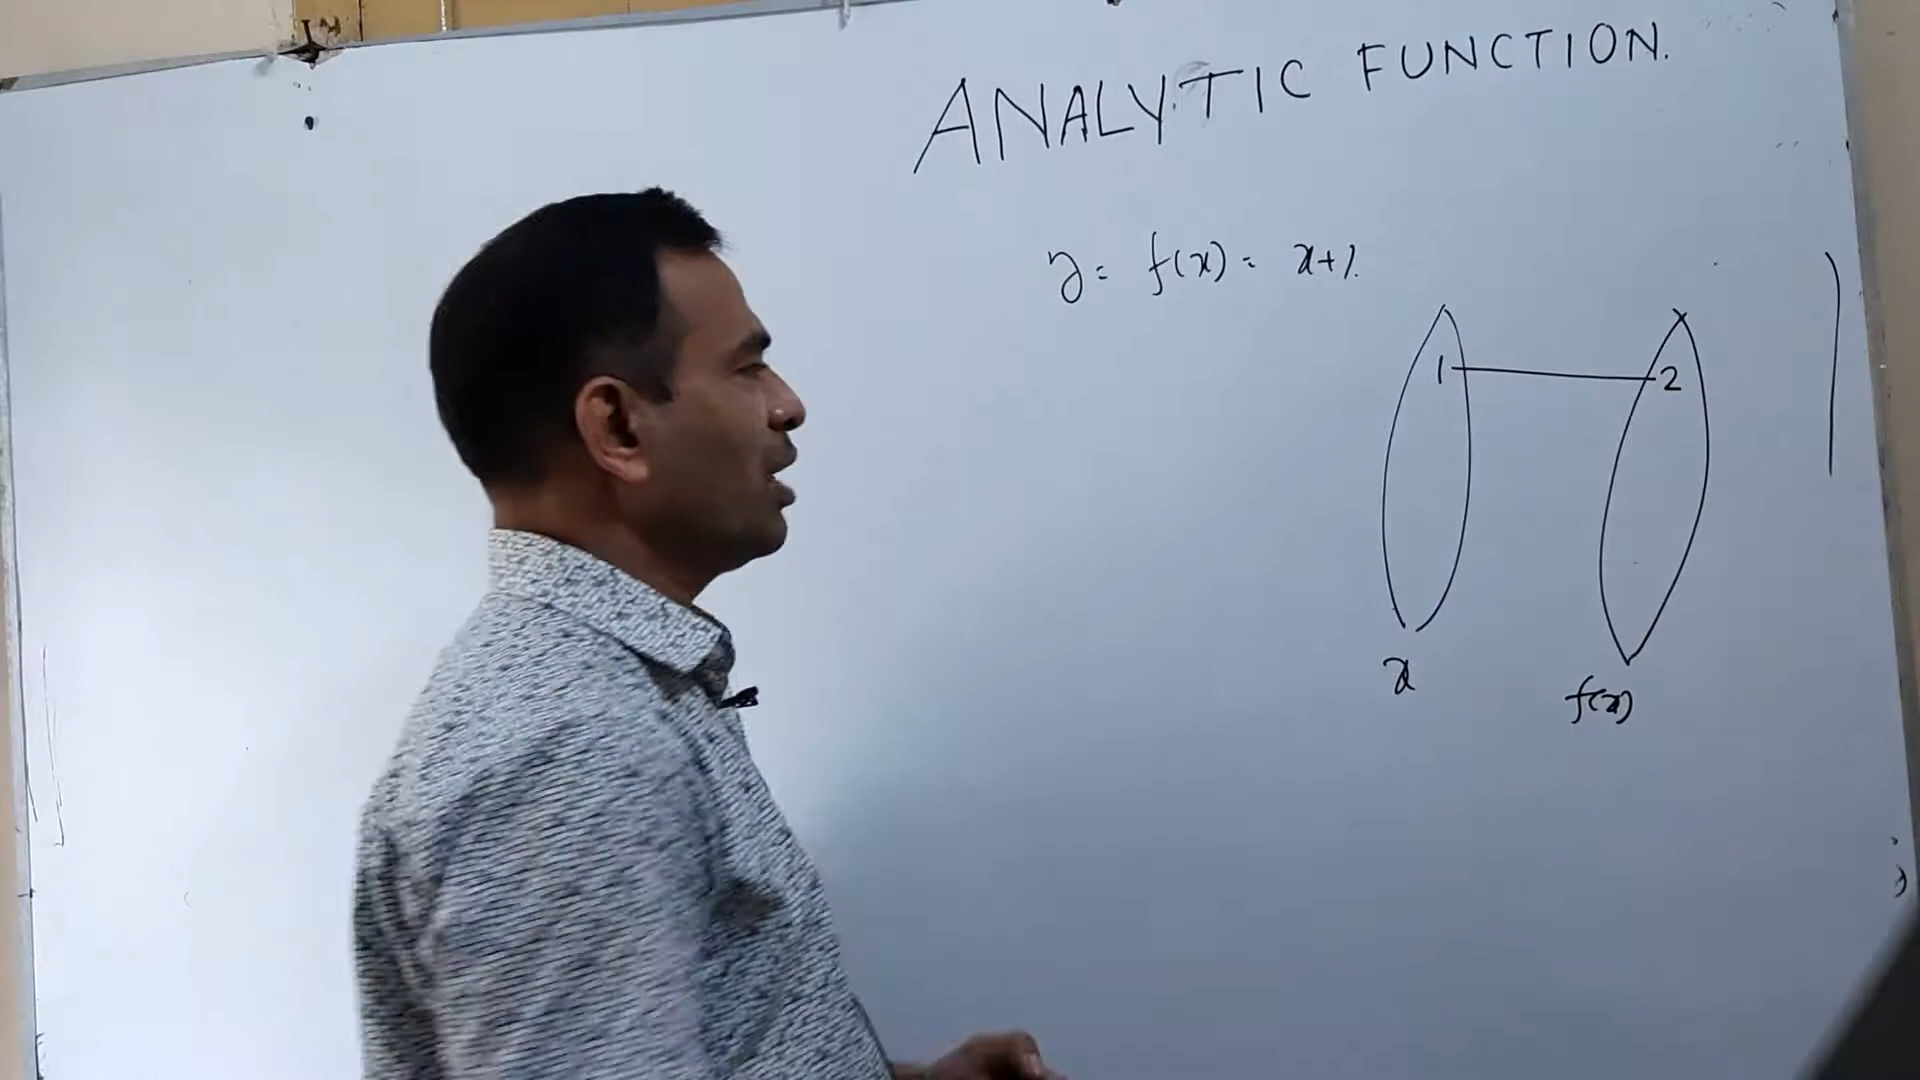 ANALYTIC FUNCTION.
y = f(x) = x+1.
1 2
x f(x)